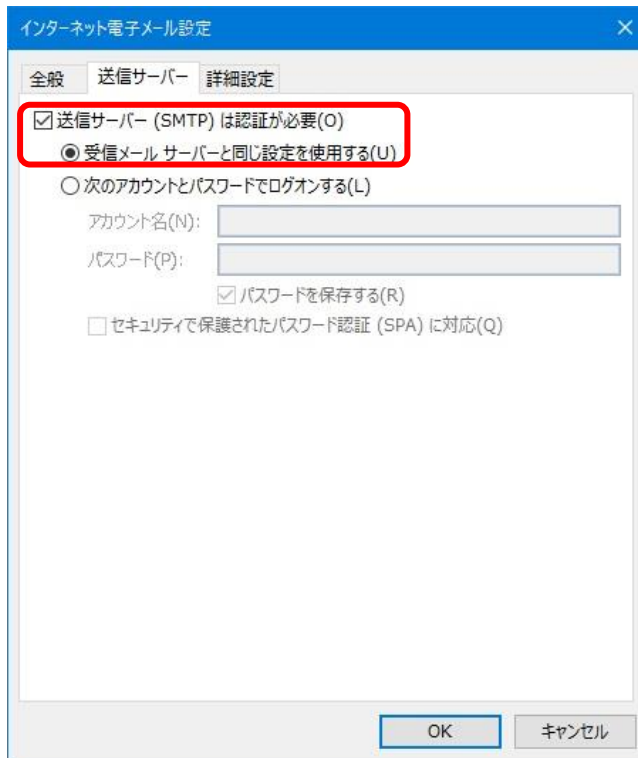 インターネット電子メール設定
全般 送信サーバー 詳細設定
送信サーバー (SMTP) は認証が必要(O)
受信メール サーバーと同じ設定を使用する(U)
次のアカウントとパスワードでログオンする(L)
アカウント名(N):
パスワード(P):
パスワードを保存する(R)
セキュリティで保護されたパスワード認証 (SPA) に対応(Q)
OK キャンセル